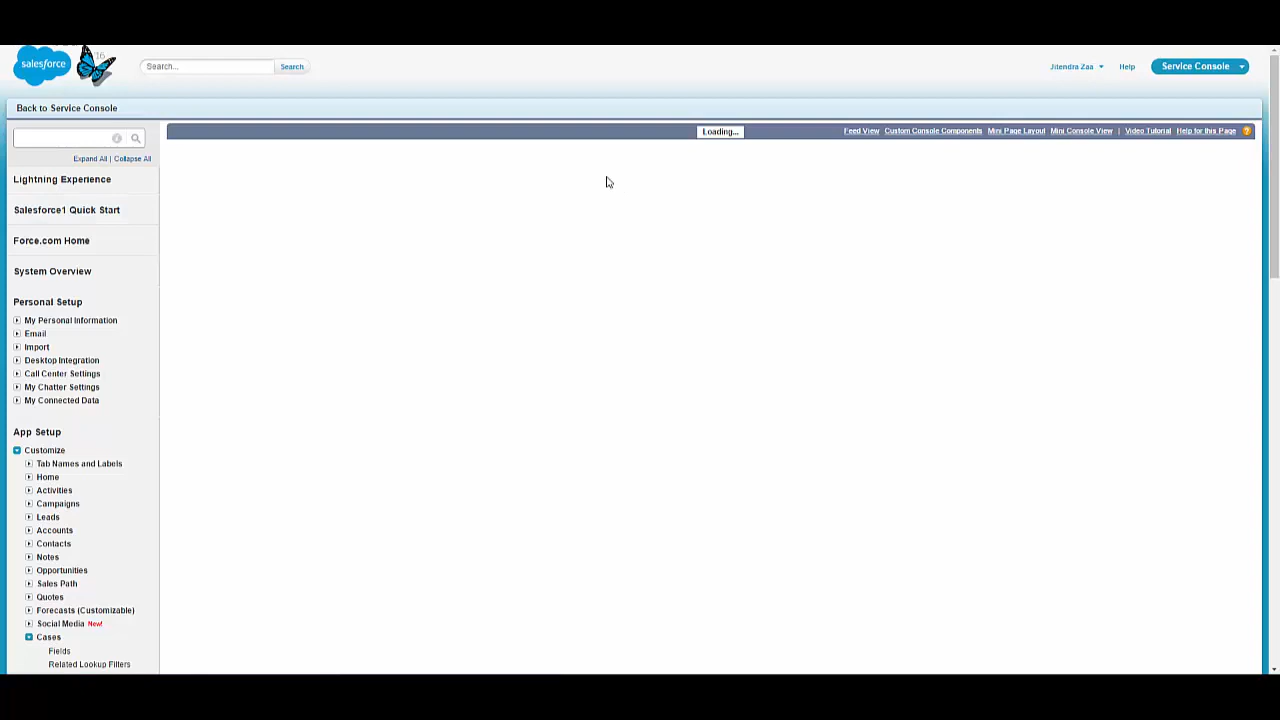 salesforce
16
Search...
Search
Jitendra Zaa
Help
Service Console
Back to Service Console
Expand All | Collapse All
Loading...
Feed View Custom Console Components Mini Page Layout Mini Console View | Video Tutorial Help for this Page
Lightning Experience
Salesforce1 Quick Start
Force.com Home
System Overview
Personal Setup
My Personal Information
Email
Import
Desktop Integration
Call Center Settings
My Chatter Settings
My Connected Data
App Setup
Customize
Tab Names and Labels
Home
Activities
Campaigns
Leads
Accounts
Contacts
Notes
Opportunities
Sales Path
Quotes
Forecasts (Customizable)
Social Media New!
Cases
Fields
Related Lookup Filters